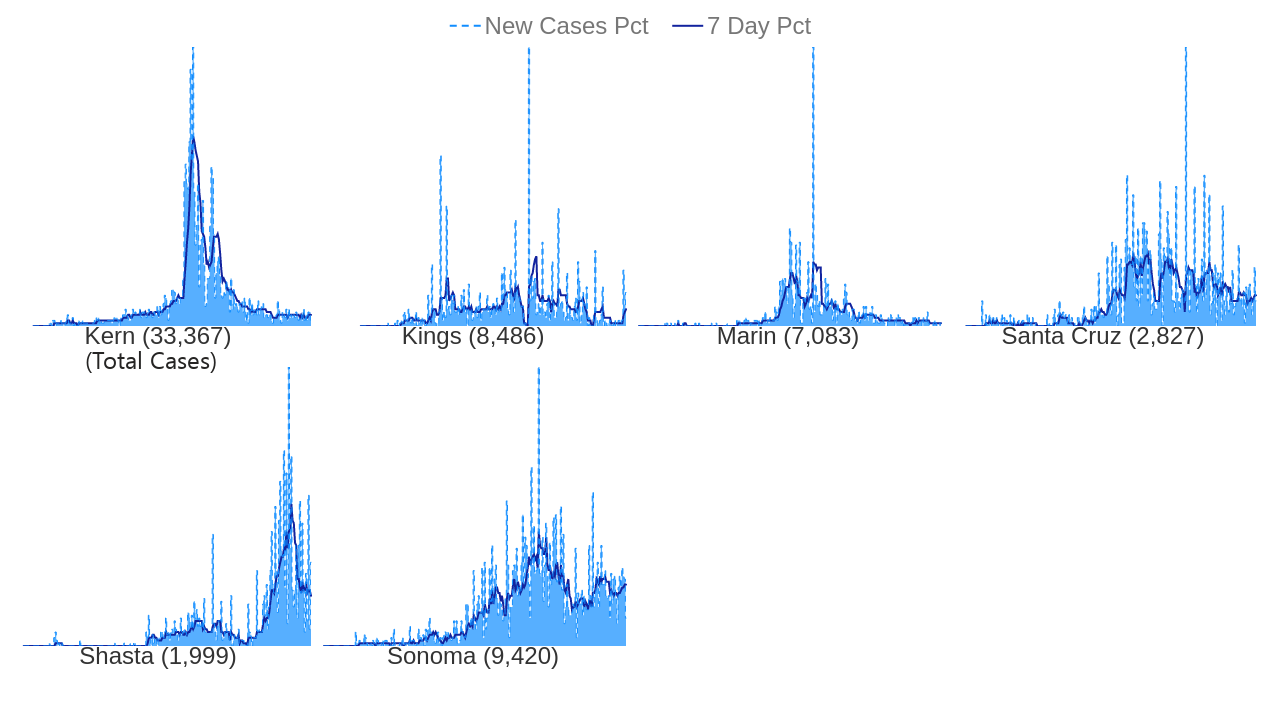 New Cases Pct 7 Day Pct
Kern (33,367)
(Total Cases)
Kings (8,486)
Marin (7,083)
Santa Cruz (2,827)
Shasta (1,999)
Sonoma (9,420)